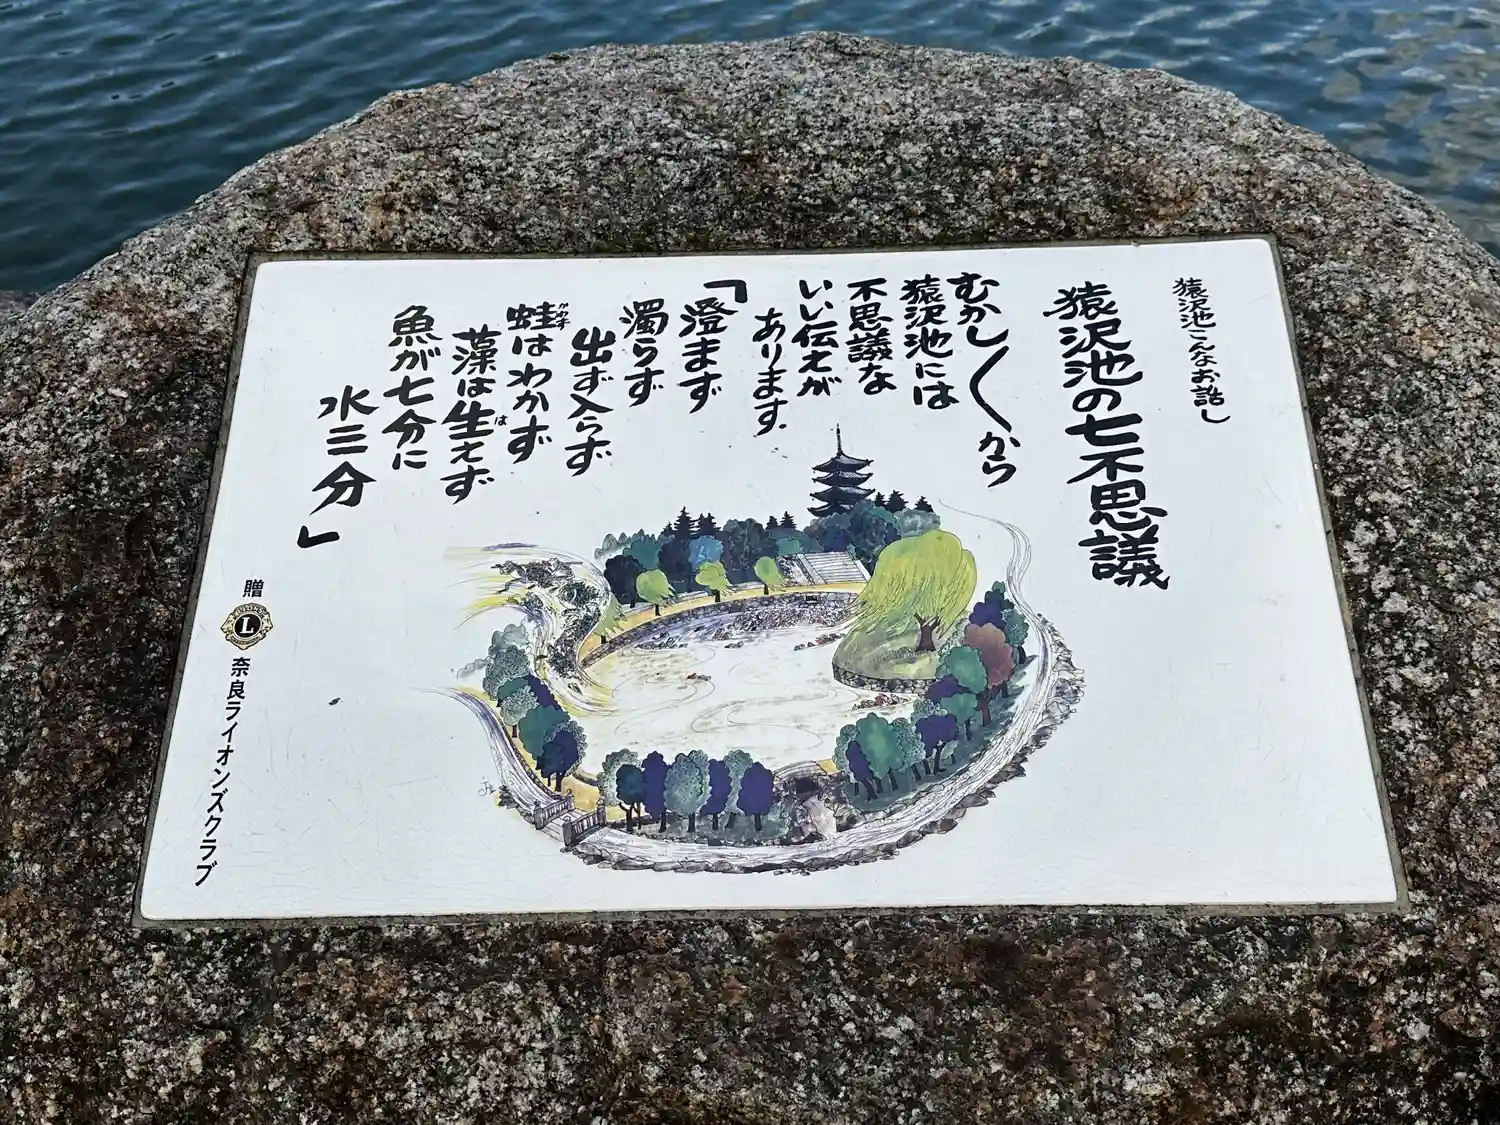 猿沢池こんなお話し
猿沢池の七不思議
むかし〱から
猿沢池には
不思議な
いい伝えが
あります.
「澄まず
濁らず
出ず入らず
蛙はわかず
藻は生えず
魚が七分に
水三分」
贈
L
奈良ライオンズクラブ